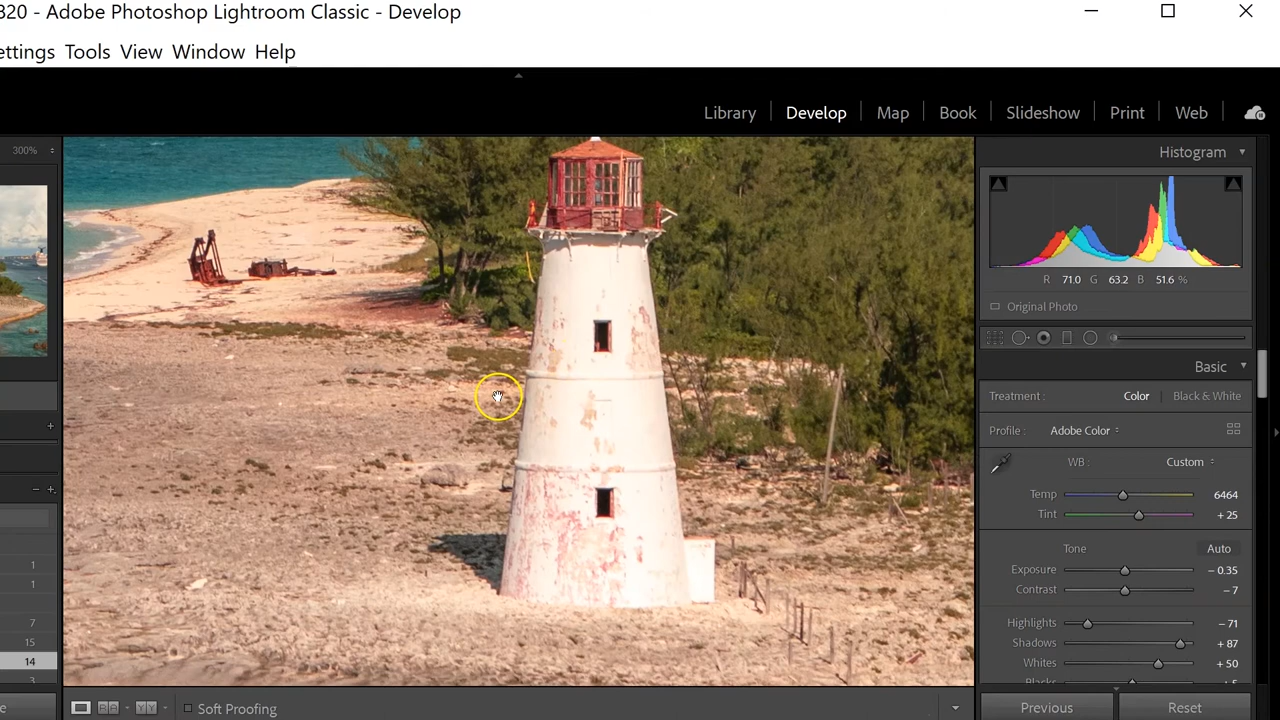 820 - Adobe Photoshop Lightroom Classic - Develop
ettings Tools View Window Help
Library Develop Map Book Slideshow Print Web
300%
Histogram
R 71.0 G 63.2 B 51.6 %
Original Photo
Basic
Treatment : Color Black & White
Profile : Adobe Color
WB : Custom
Temp 6464
Tint + 25
Tone Auto
Exposure - 0.35
Contrast - 7
Highlights - 71
Shadows + 87
Whites + 50
Blacks + 5
1
1
7
15
14
3
e
Soft Proofing
Previous Reset